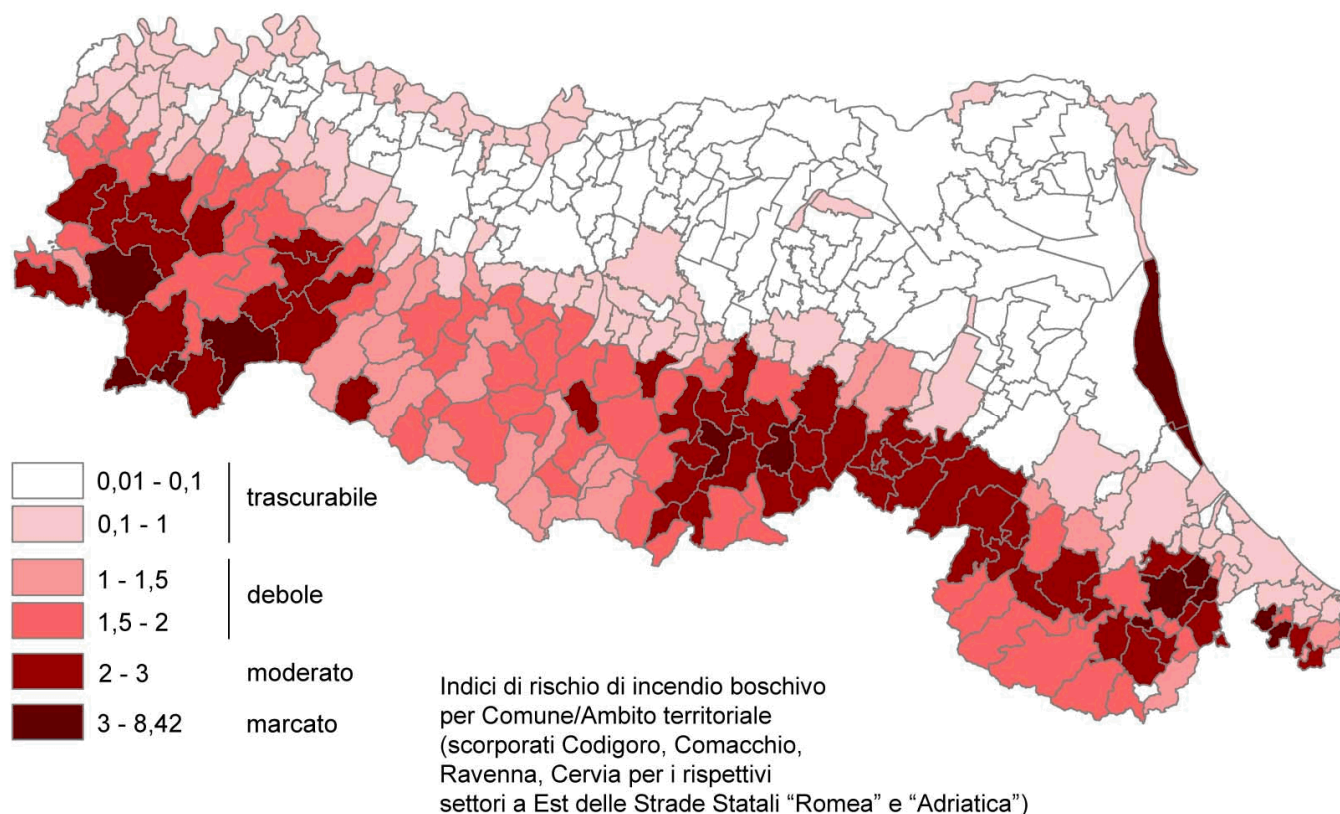 0,01 - 0,1
0,1 - 1
trascurabile
1 - 1,5
1,5 - 2
debole
2 - 3
moderato
3 - 8,42
marcato
Indici di rischio di incendio boschivo
per Comune/Ambito territoriale
(scorporati Codigoro, Comacchio,
Ravenna, Cervia per i rispettivi
settori a Est delle Strade Statali “Romea” e “Adriatica”)